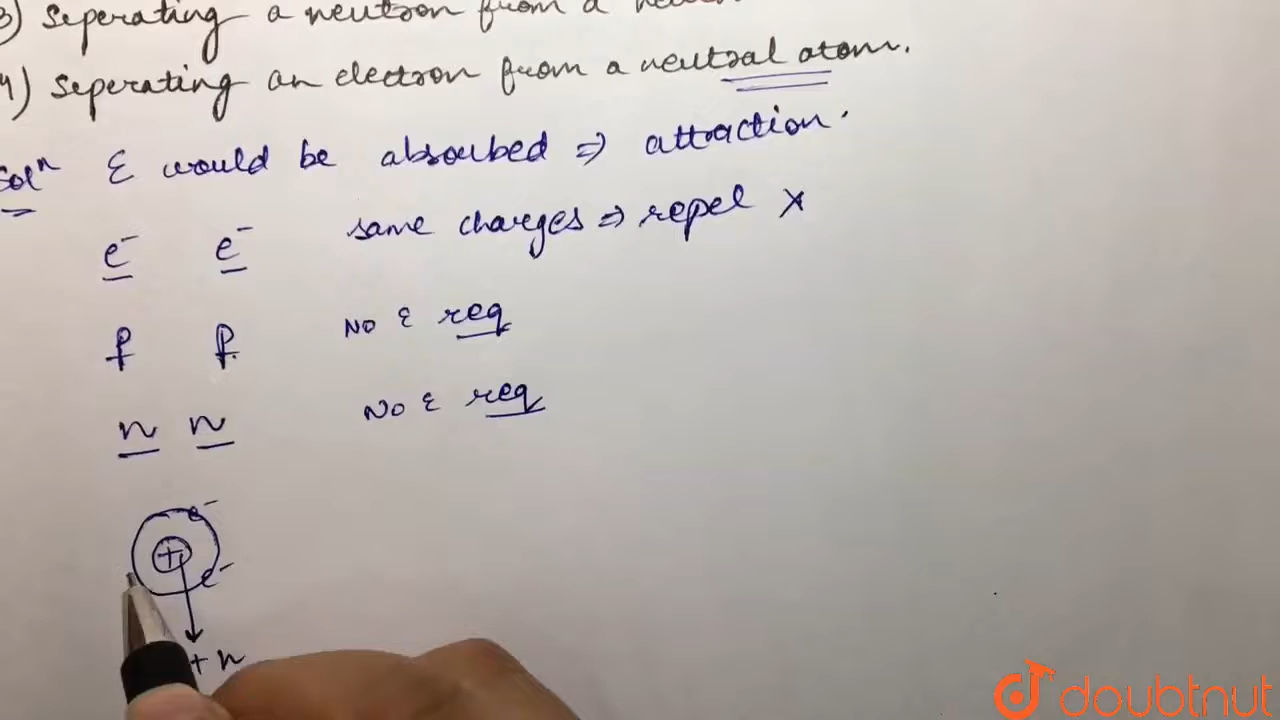 3) Seperating a neutron from a
4) Seperating an electron from a neutral atom.
Solⁿ Ɛ would be absorbed ⇒ attraction.
e⁻ e⁻ same charges ⇒ repel ×
p p No Ɛ req
n n No Ɛ req
e⁻
+
e⁻
+ n
doubtnut